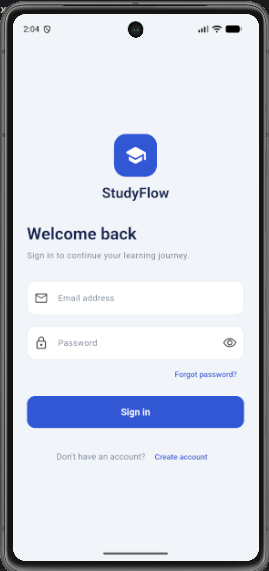 2:04
StudyFlow
Welcome back
Sign in to continue your learning journey.
Email address
Password
Forgot password?
Sign in
Don't have an account? Create account